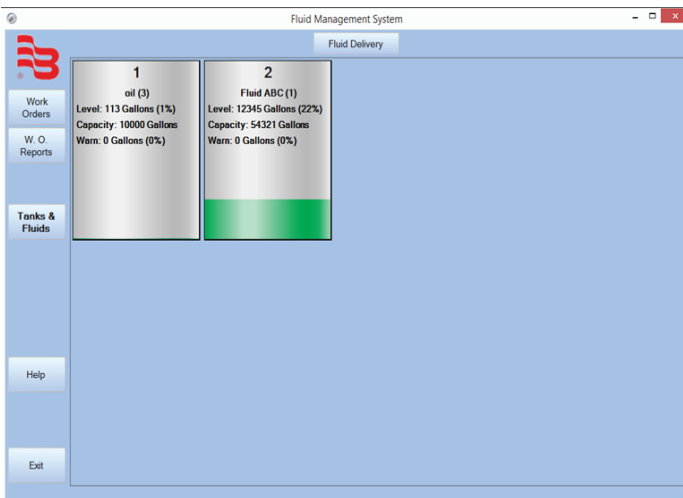 Fluid Management System
Fluid Delivery
Work
Orders
W. O.
Reports
Tanks &
Fluids
Help
Exit
1
oil (3)
Level: 113 Gallons (1%)
Capacity: 10000 Gallons
Warn: 0 Gallons (0%)
2
Fluid ABC (1)
Level: 12345 Gallons (22%)
Capacity: 54321 Gallons
Warn: 0 Gallons (0%)